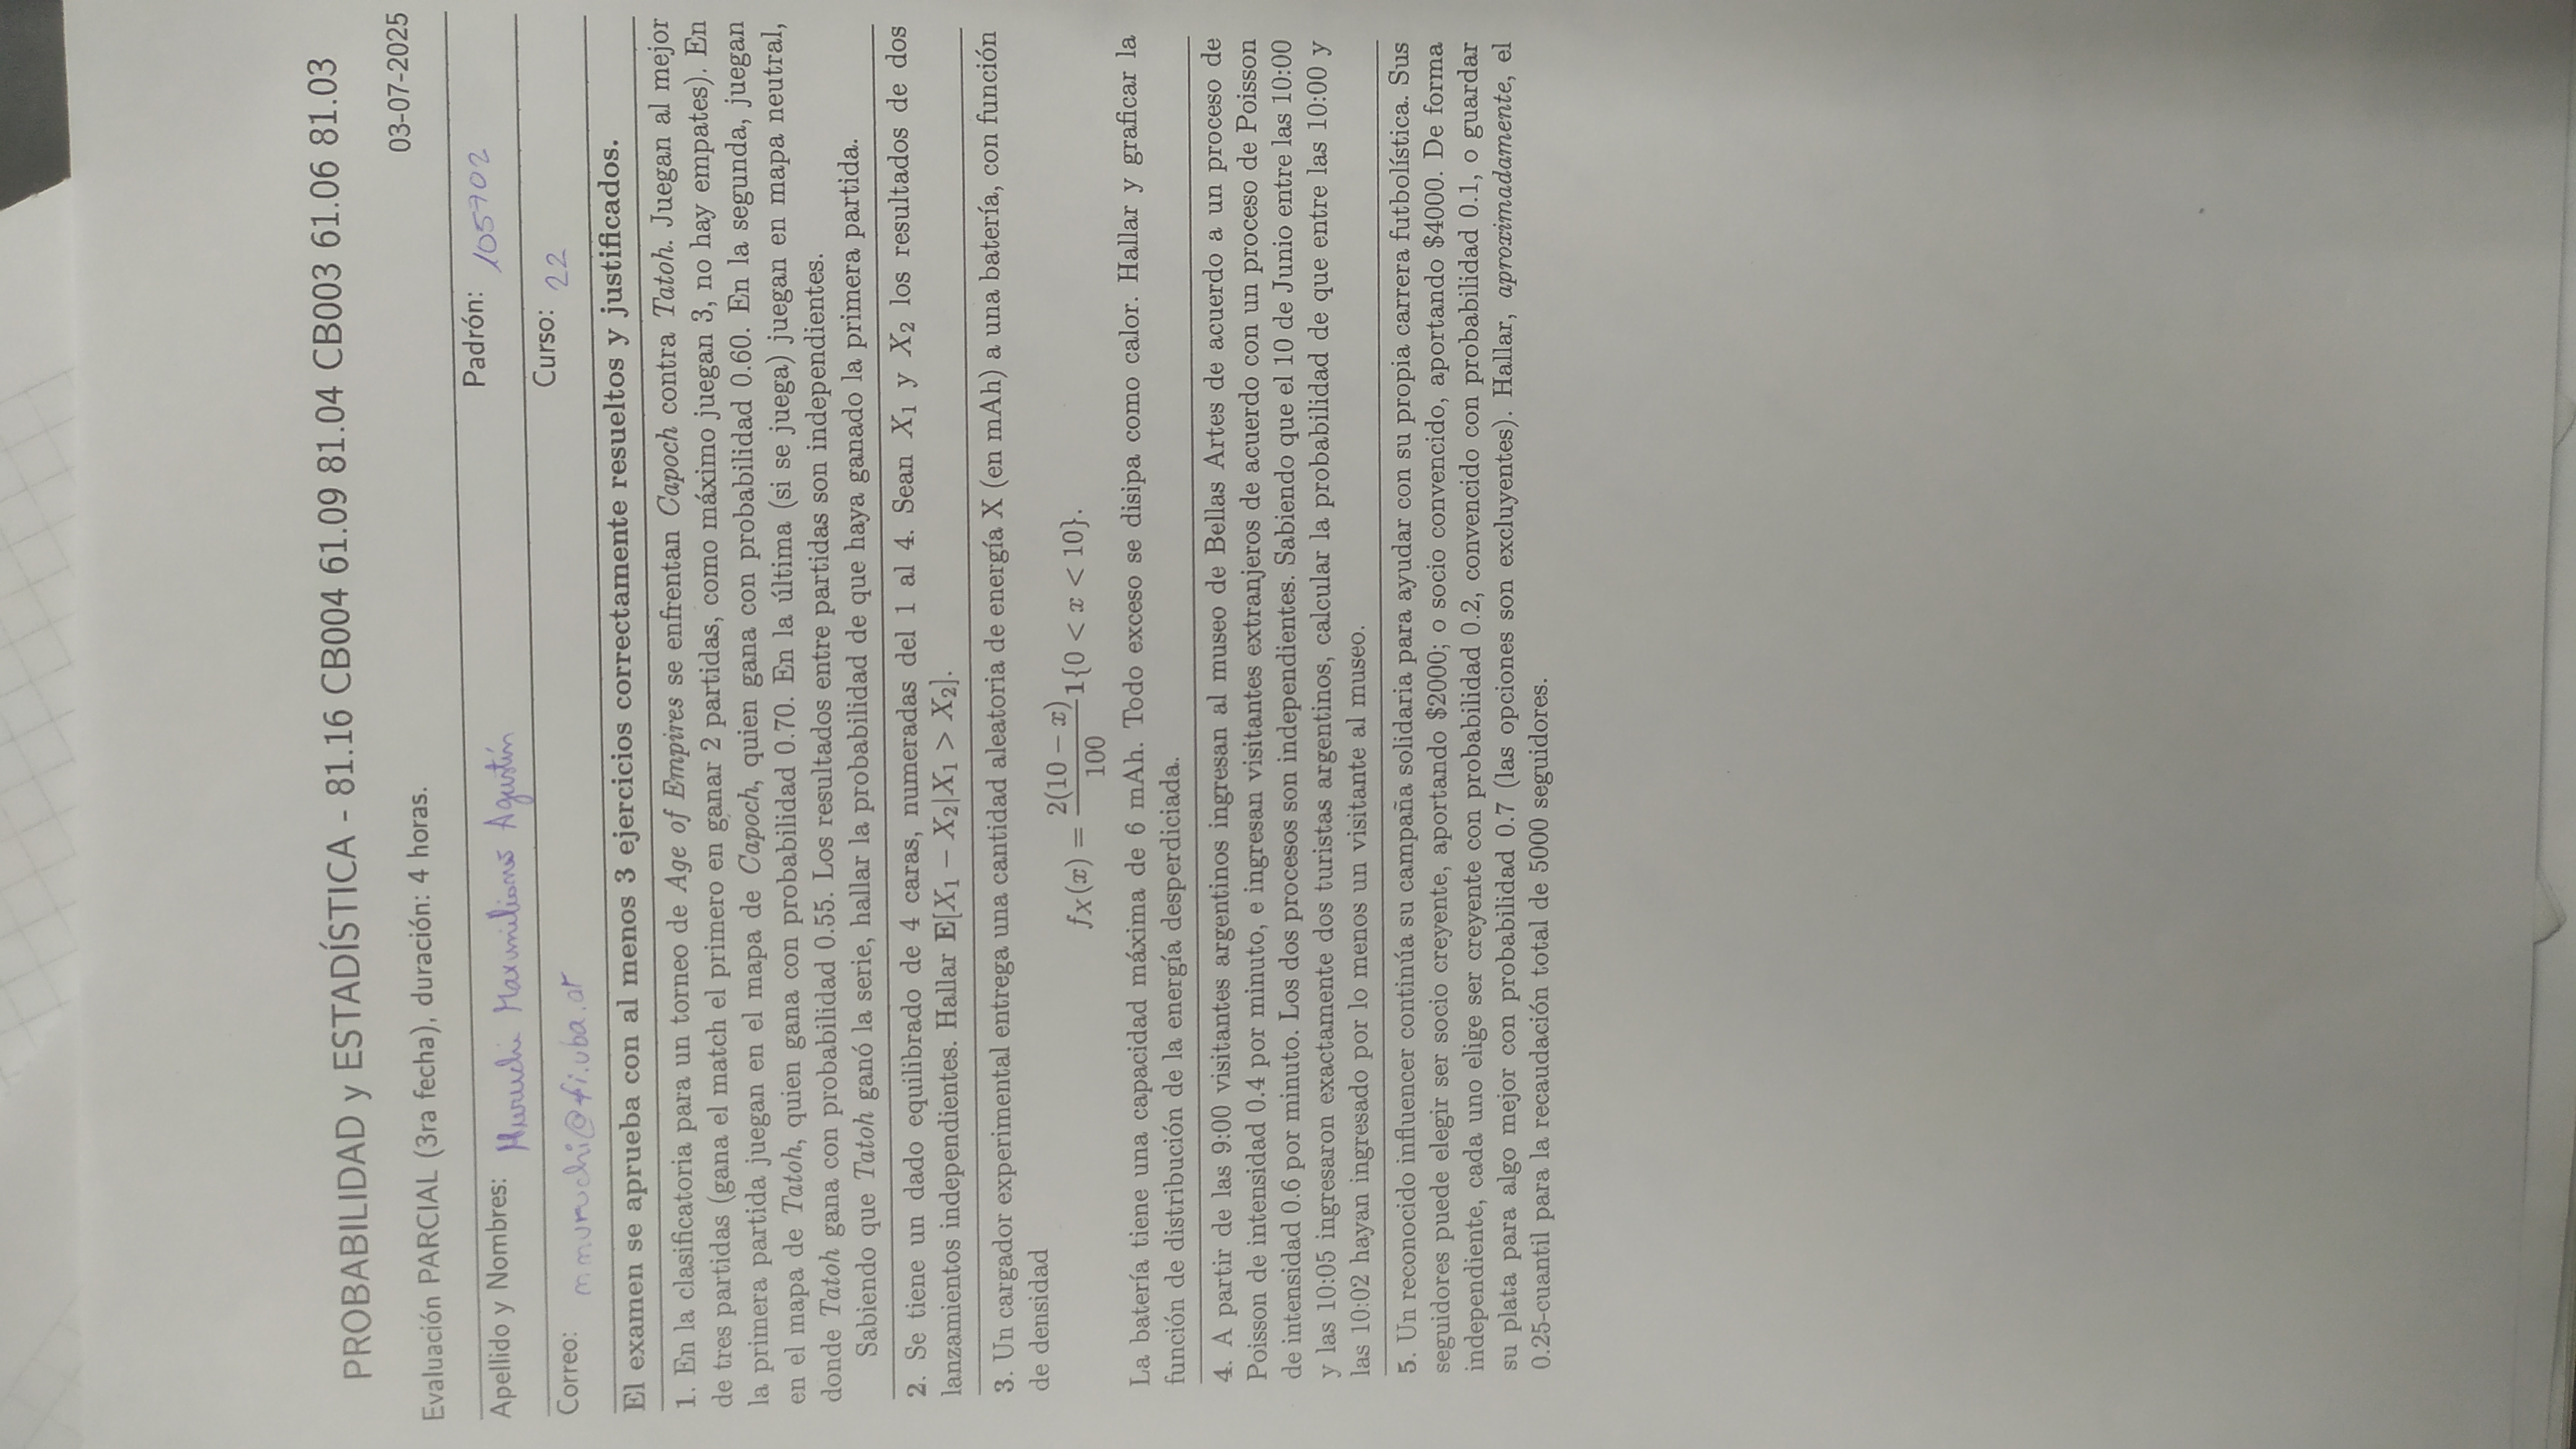 PROBABILIDAD y ESTADÍSTICA - 81.16 CB004 61.09 81.04 CB003 61.06 81.03
03-07-2025
Evaluación PARCIAL (3ra fecha), duración: 4 horas.
Apellido y Nombres: Muruchi Maximiliano Agustín Padrón: 105702
Correo: mmuruchi@fi.uba.ar Curso: 22
El examen se aprueba con al menos 3 ejercicios correctamente resueltos y justificados.
1. En la clasificatoria para un torneo de Age of Empires se enfrentan Capoch contra Tatoh. Juegan al mejor
de tres partidas (gana el match el primero en ganar 2 partidas, como máximo juegan 3, no hay empates). En
la primera partida juegan en el mapa de Capoch, quien gana con probabilidad 0.60. En la segunda, juegan
en el mapa de Tatoh, quien gana con probabilidad 0.70. En la última (si se juega) juegan en mapa neutral,
donde Tatoh gana con probabilidad 0.55. Los resultados entre partidas son independientes.
Sabiendo que Tatoh ganó la serie, hallar la probabilidad de que haya ganado la primera partida.
2. Se tiene un dado equilibrado de 4 caras, numeradas del 1 al 4. Sean X₁ y X₂ los resultados de dos
lanzamientos independientes. Hallar E[X₁ − X₂|X₁ > X₂].
3. Un cargador experimental entrega una cantidad aleatoria de energía X (en mAh) a una batería, con función
de densidad
fX(x) = 2(10 − x)/100 1{0 < x < 10}.
La batería tiene una capacidad máxima de 6 mAh. Todo exceso se disipa como calor. Hallar y graficar la
función de distribución de la energía desperdiciada.
4. A partir de las 9:00 visitantes argentinos ingresan al museo de Bellas Artes de acuerdo a un proceso de
Poisson de intensidad 0.4 por minuto, e ingresan visitantes extranjeros de acuerdo con un proceso de Poisson
de intensidad 0.6 por minuto. Los dos procesos son independientes. Sabiendo que el 10 de Junio entre las 10:00
y las 10:05 ingresaron exactamente dos turistas argentinos, calcular la probabilidad de que entre las 10:00 y
las 10:02 hayan ingresado por lo menos un visitante al museo.
5. Un reconocido influencer continúa su campaña solidaria para ayudar con su propia carrera futbolística. Sus
seguidores puede elegir ser socio creyente, aportando $2000; o socio convencido, aportando $4000. De forma
independiente, cada uno elige ser creyente con probabilidad 0.2, convencido con probabilidad 0.1, o guardar
su plata para algo mejor con probabilidad 0.7 (las opciones son excluyentes). Hallar, aproximadamente, el
0.25-cuantil para la recaudación total de 5000 seguidores.